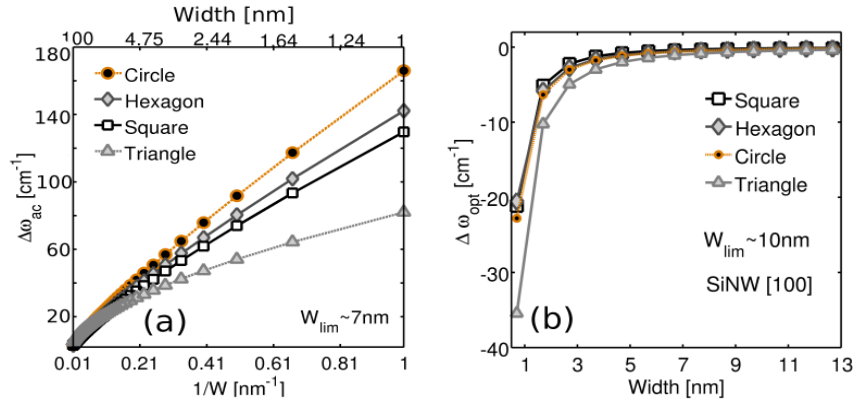 Width [nm]
100 4.75 2.44 1.64 1.24 1
180
140
100
60
20
Δω_ac [cm⁻¹]
Circle
Hexagon
Square
Triangle
(a)
W_lim~7nm
0.01 0.21 0.41 0.61 0.81 1
1/W [nm⁻¹]
(b)
0
-10
-20
-30
-40
Δ ω_opt [cm⁻¹]
Square
Hexagon
Circle
Triangle
W_lim~10nm
SiNW [100]
(b)
1 3 5 7 9 11 13
Width [nm]